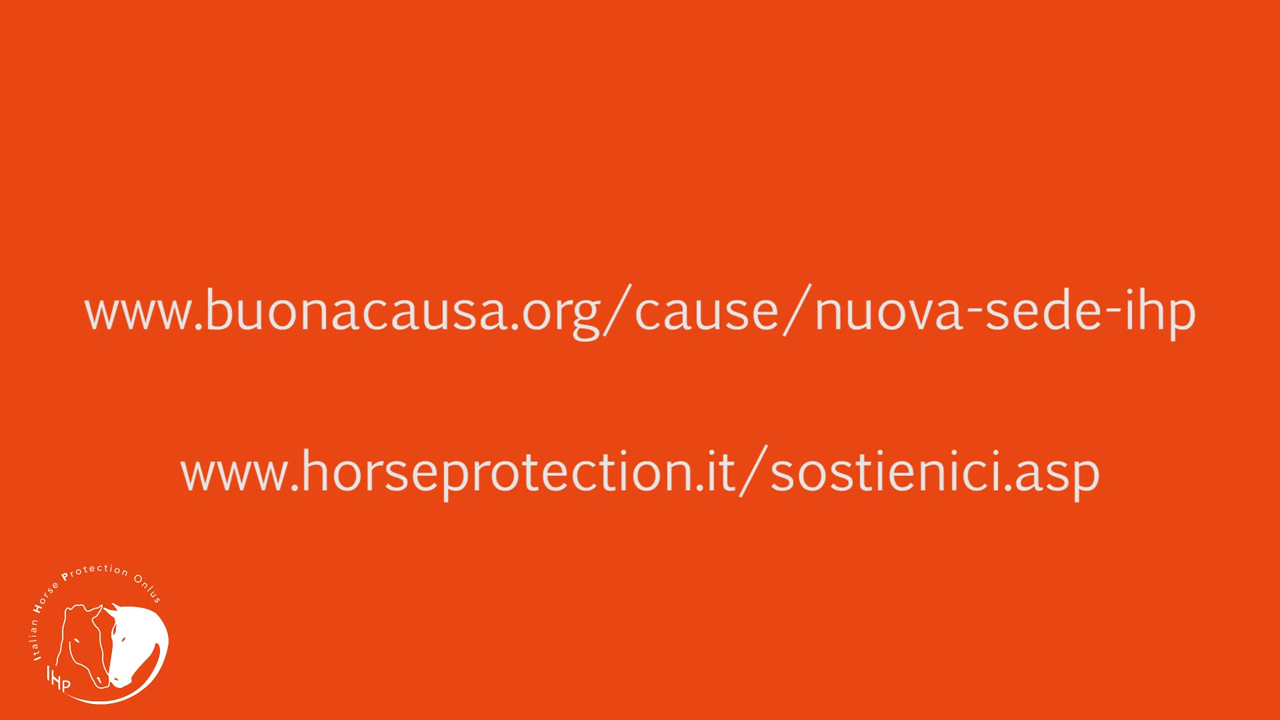 www.buonacausa.org/cause/nuova-sede-ihp
www.horseprotection.it/sostienici.asp
Italian Horse Protection Onlus
IHP